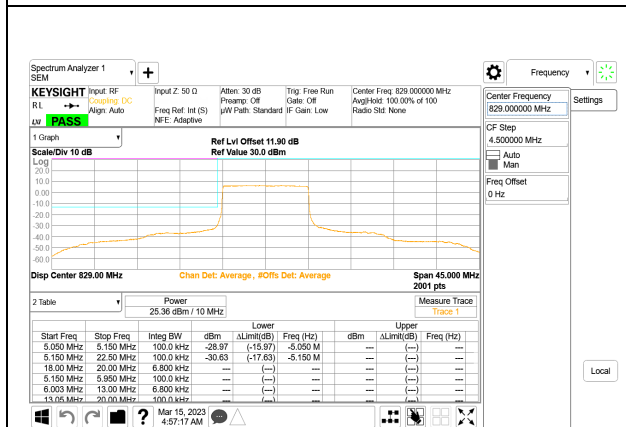 Spectrum Analyzer 1
SEM
Frequency
KEYSIGHT
RL
LXI PASS
Input: RF
Coupling: DC
Align: Auto
Input Z: 50 Ω
Freq Ref: Int (S)
NFE: Adaptive
Atten: 30 dB
Preamp: Off
µW Path: Standard
Trig: Free Run
Gate: Off
IF Gain: Low
Center Freq: 829.000000 MHz
Avg|Hold: 100.00% of 100
Radio Std: None
Center Frequency
829.000000 MHz
Settings
CF Step
4.500000 MHz
Auto
Man
Freq Offset
0 Hz
Local
1 Graph
Scale/Div 10 dB
Ref Lvl Offset 11.90 dB
Ref Value 30.0 dBm
Log
20.0
10.0
0.00
-10.0
-20.0
-30.0
-40.0
-50.0
-60.0
Disp Center 829.00 MHz
Chan Det: Average, #Offs Det: Average
Span 45.000 MHz
2001 pts
2 Table
Power
25.36 dBm / 10 MHz
Measure Trace
Trace 1
Lower Upper
Start Freq Stop Freq Integ BW dBm ΔLimit(dB) Freq (Hz) dBm ΔLimit(dB) Freq (Hz)
5.050 MHz 5.150 MHz 100.0 kHz -28.97 (-15.97) -5.050 M --- (---) ---
5.150 MHz 22.50 MHz 100.0 kHz -30.63 (-17.63) -5.150 M --- (---) ---
18.00 MHz 20.00 MHz 6.800 kHz --- (---) --- --- (---) ---
5.150 MHz 5.950 MHz 100.0 kHz --- (---) --- --- (---) ---
6.003 MHz 13.00 MHz 6.800 kHz --- (---) --- --- (---) ---
13.05 MHz 20.00 MHz 100.0 kHz --- (---) --- --- (---) ---
Mar 15, 2023
4:57:17 AM